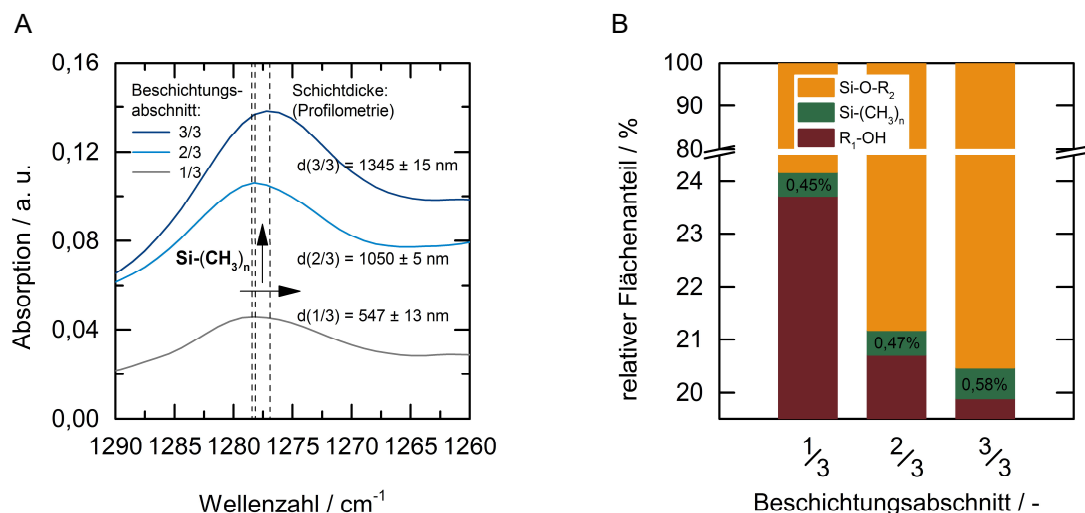 A
Absorption / a. u.
0,16
0,12
0,08
0,04
0,00
Beschichtungs-
abschnitt:
3/3
2/3
1/3
Schichtdicke:
(Profilometrie)
d(3/3) = 1345 ± 15 nm
Si-(CH₃)ₙ
d(2/3) = 1050 ± 5 nm
d(1/3) = 547 ± 13 nm
1290 1285 1280 1275 1270 1265 1260
Wellenzahl / cm⁻¹
B
relativer Flächenanteil / %
100
90
80
24
23
22
21
20
Si-O-R₂
Si-(CH₃)ₙ
R₁-OH
0,45%
0,47%
0,58%
1/3 2/3 3/3
Beschichtungsabschnitt / -